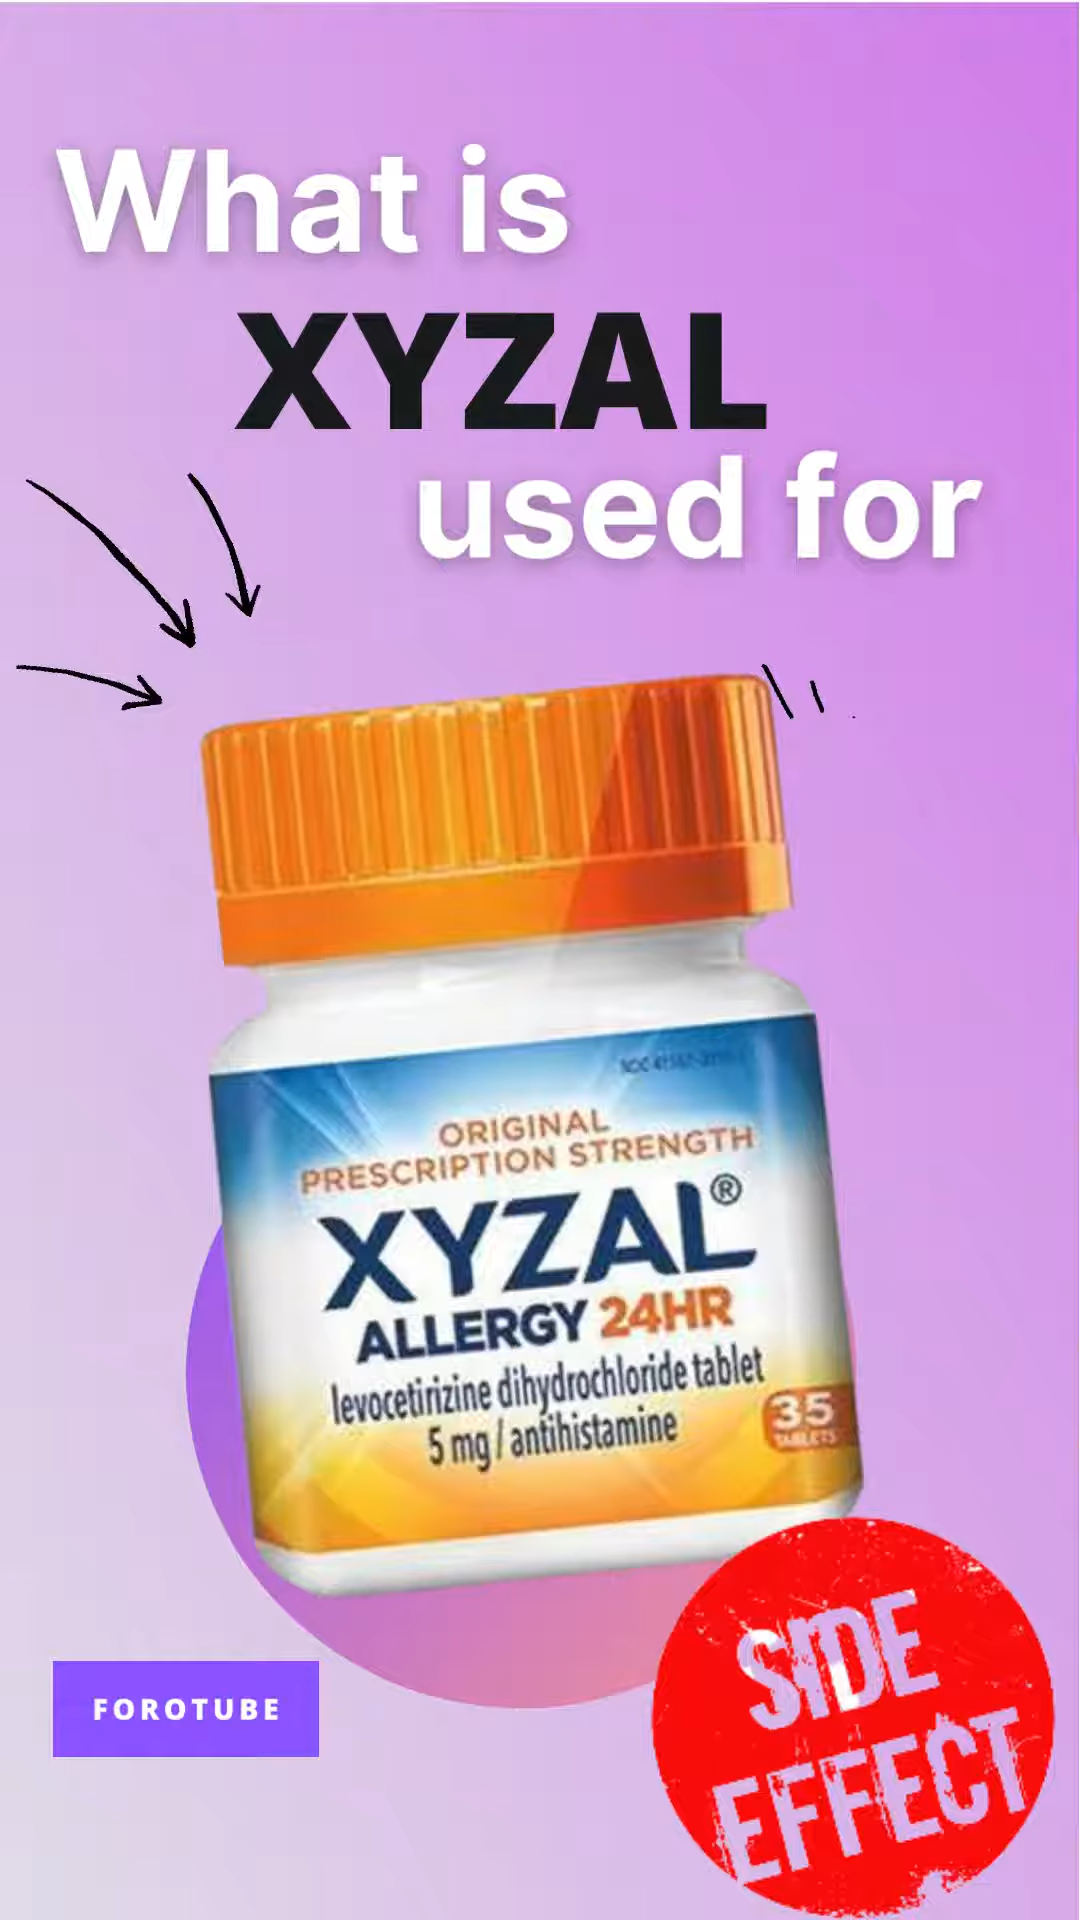 What is
XYZAL
used for
ORIGINAL
PRESCRIPTION STRENGTH
XYZAL®
ALLERGY 24HR
levocetirizine dihydrochloride tablet
5 mg / antihistamine
35
TABLETS
FOROTUBE
SIDE
EFFECT